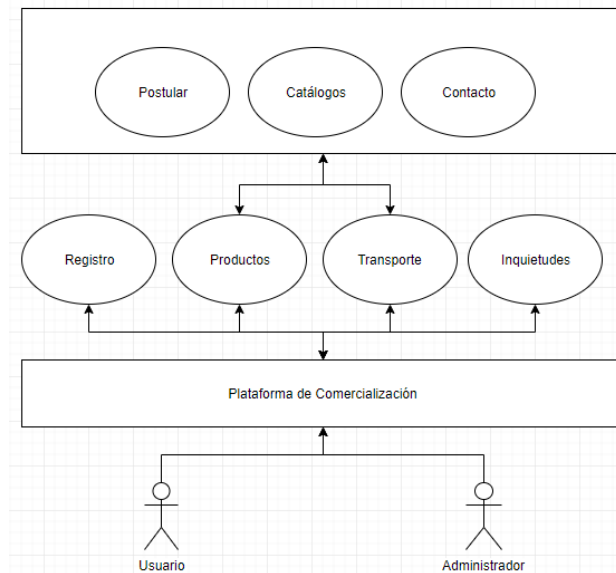 Postular
Catálogos
Contacto
Registro
Productos
Transporte
Inquietudes
Plataforma de Comercialización
Usuario
Administrador